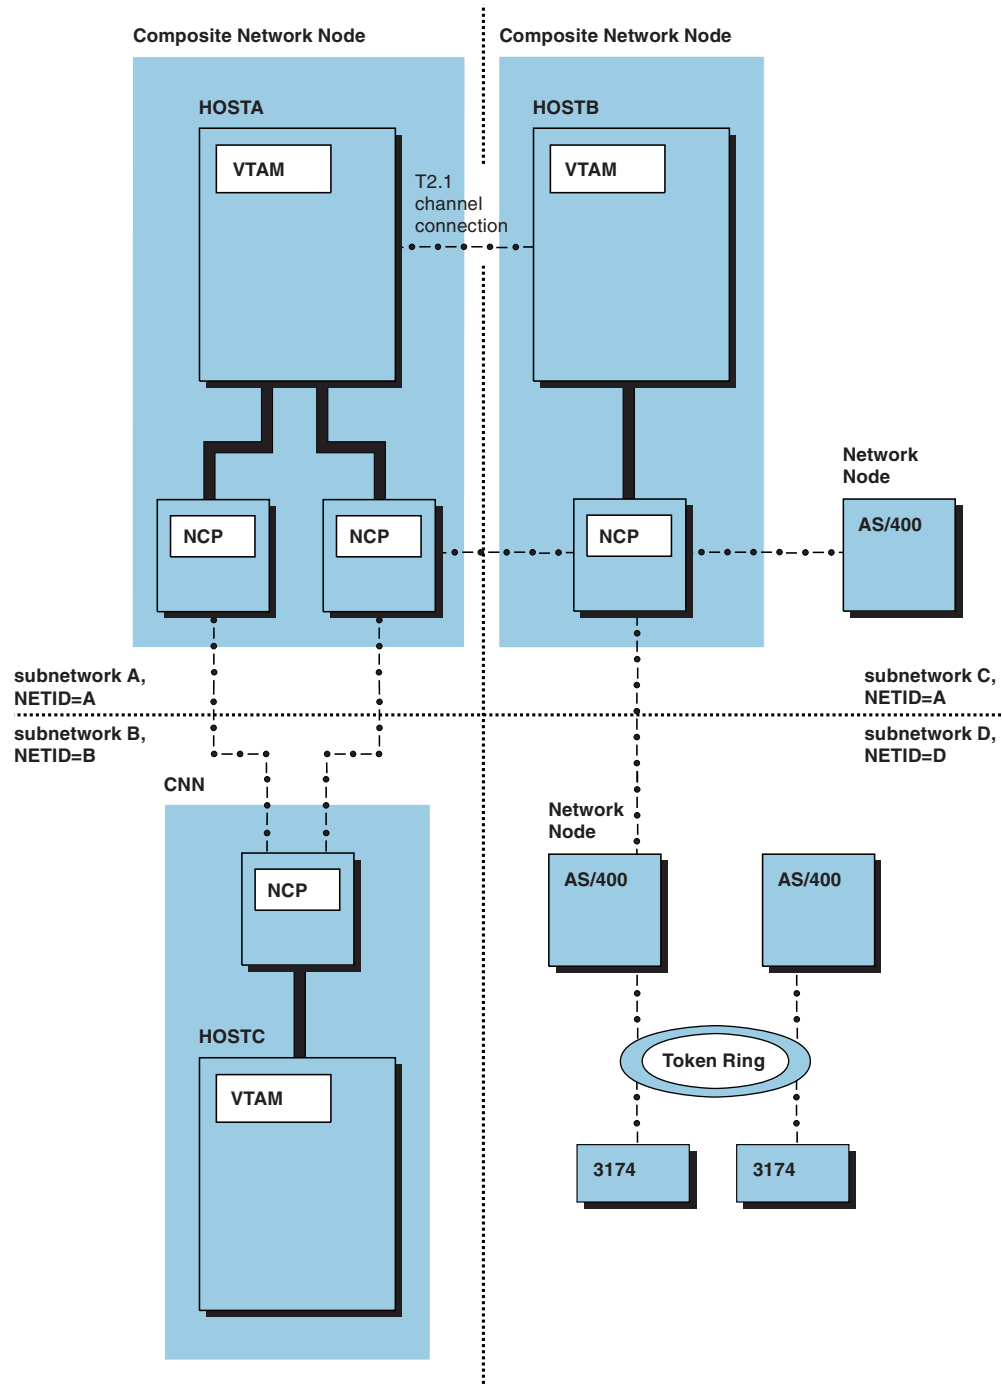 Composite Network Node
Composite Network Node
HOSTA
HOSTB
VTAM
VTAM
T2.1
channel
connection
Network
Node
AS/400
NCP
NCP
NCP
subnetwork A,
NETID=A
subnetwork C,
NETID=A
subnetwork B,
NETID=B
subnetwork D,
NETID=D
CNN
Network
Node
NCP
AS/400
AS/400
HOSTC
Token Ring
VTAM
3174
3174